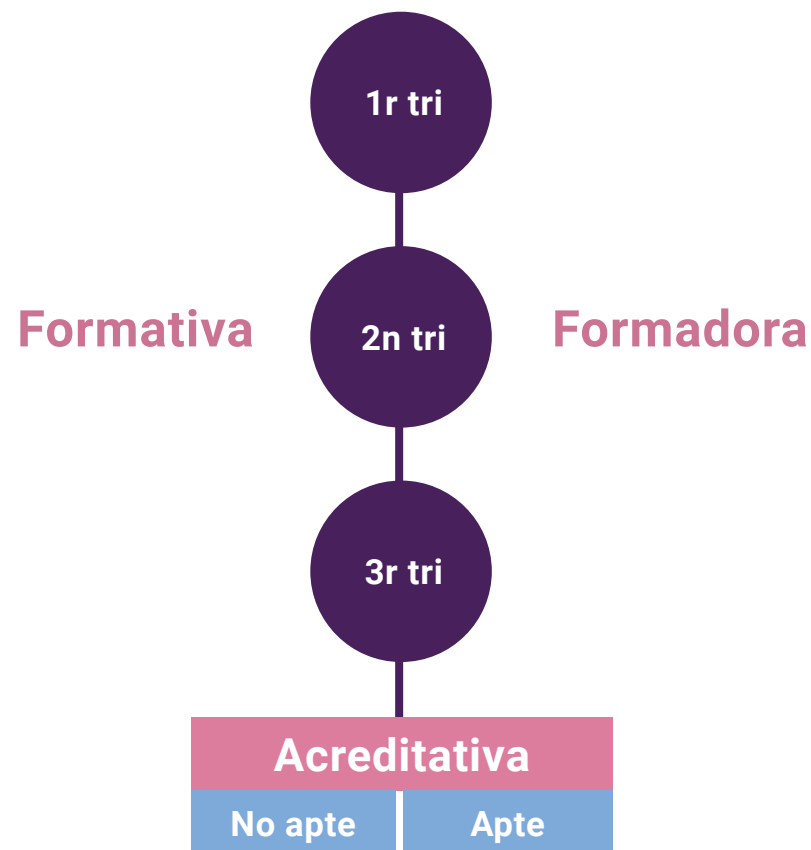 1r tri
Formativa
2n tri
Formadora
3r tri
Acreditativa
No apte
Apte